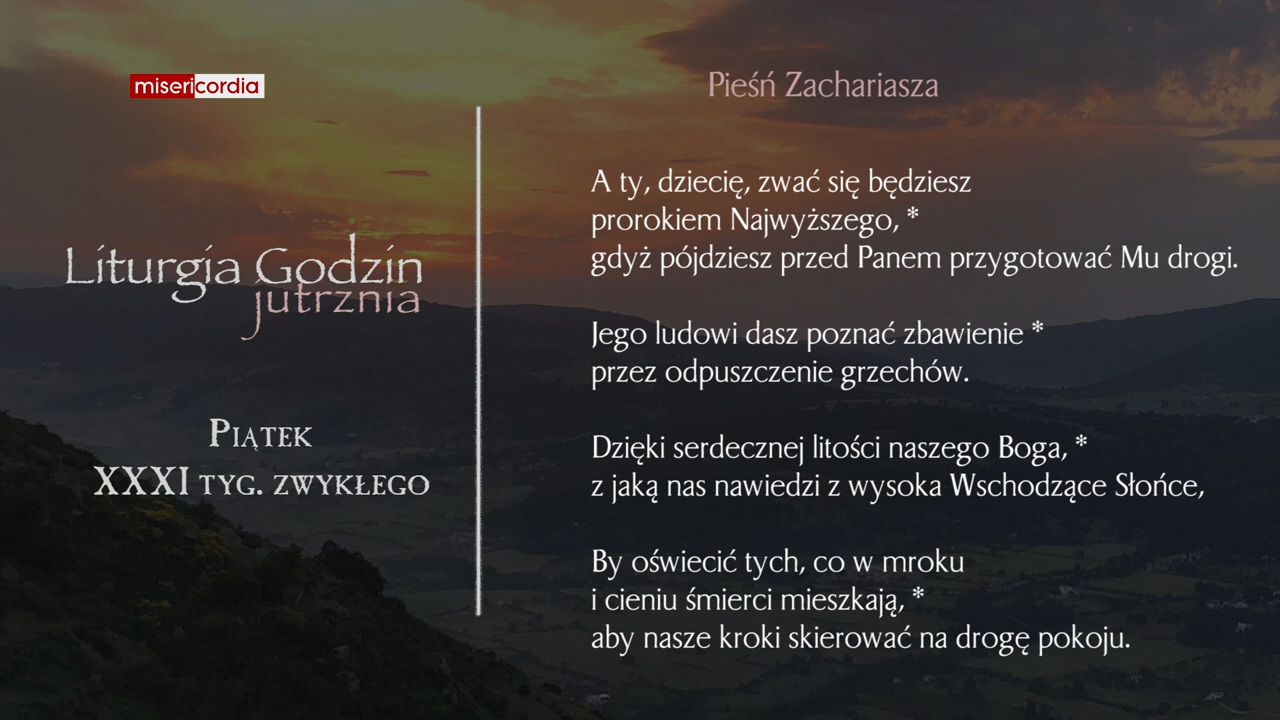 misericordia
Liturgia Godzin
jutrznia
Piątek
XXXI tyg. zwykłego
Pieśń Zachariasza
A ty, dziecię, zwać się będziesz
prorokiem Najwyższego, *
gdyż pójdziesz przed Panem przygotować Mu drogi.
Jego ludowi dasz poznać zbawienie *
przez odpuszczenie grzechów.
Dzięki serdecznej litości naszego Boga, *
z jaką nas nawiedzi z wysoka Wschodzące Słońce,
By oświecić tych, co w mroku
i cieniu śmierci mieszkają, *
aby nasze kroki skierować na drogę pokoju.